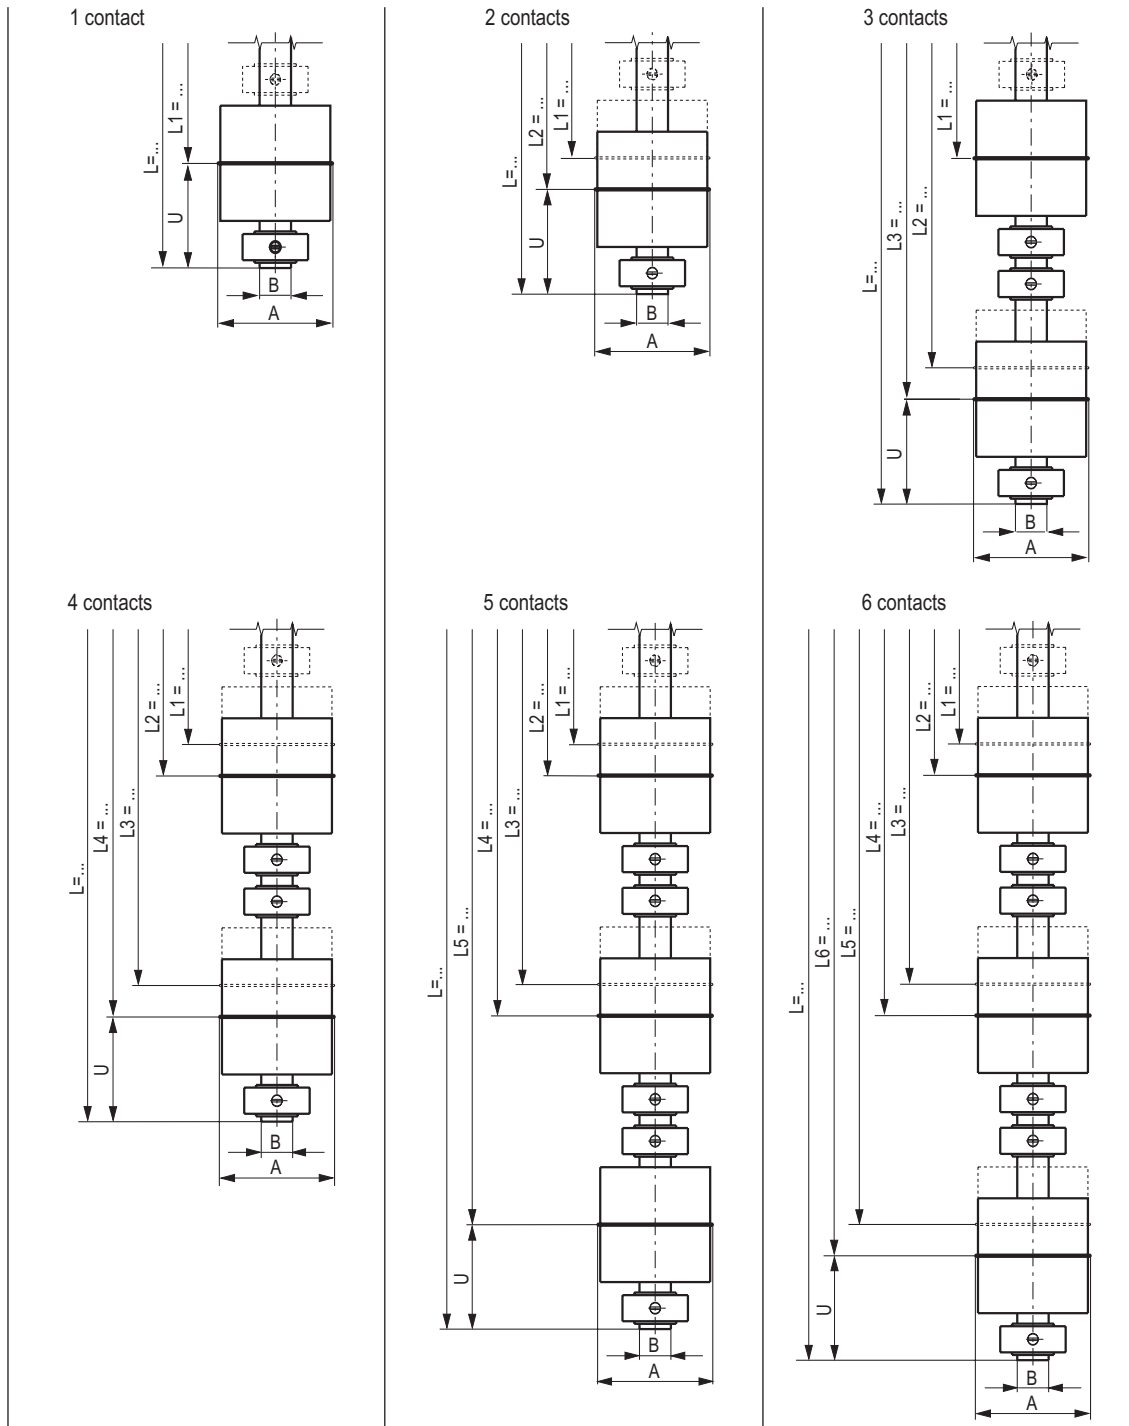 1 contact
L=...
L1 = ...
U
B
A
2 contacts
L=...
L2 = ...
L1 = ...
U
B
A
3 contacts
L=...
L3 = ...
L2 = ...
L1 = ...
U
B
A
4 contacts
L=...
L4 = ...
L3 = ...
L2 = ...
L1 = ...
U
B
A
5 contacts
L=...
L5 = ...
L4 = ...
L3 = ...
L2 = ...
L1 = ...
U
B
A
6 contacts
L=...
L6 = ...
L5 = ...
L4 = ...
L3 = ...
L2 = ...
L1 = ...
U
B
A